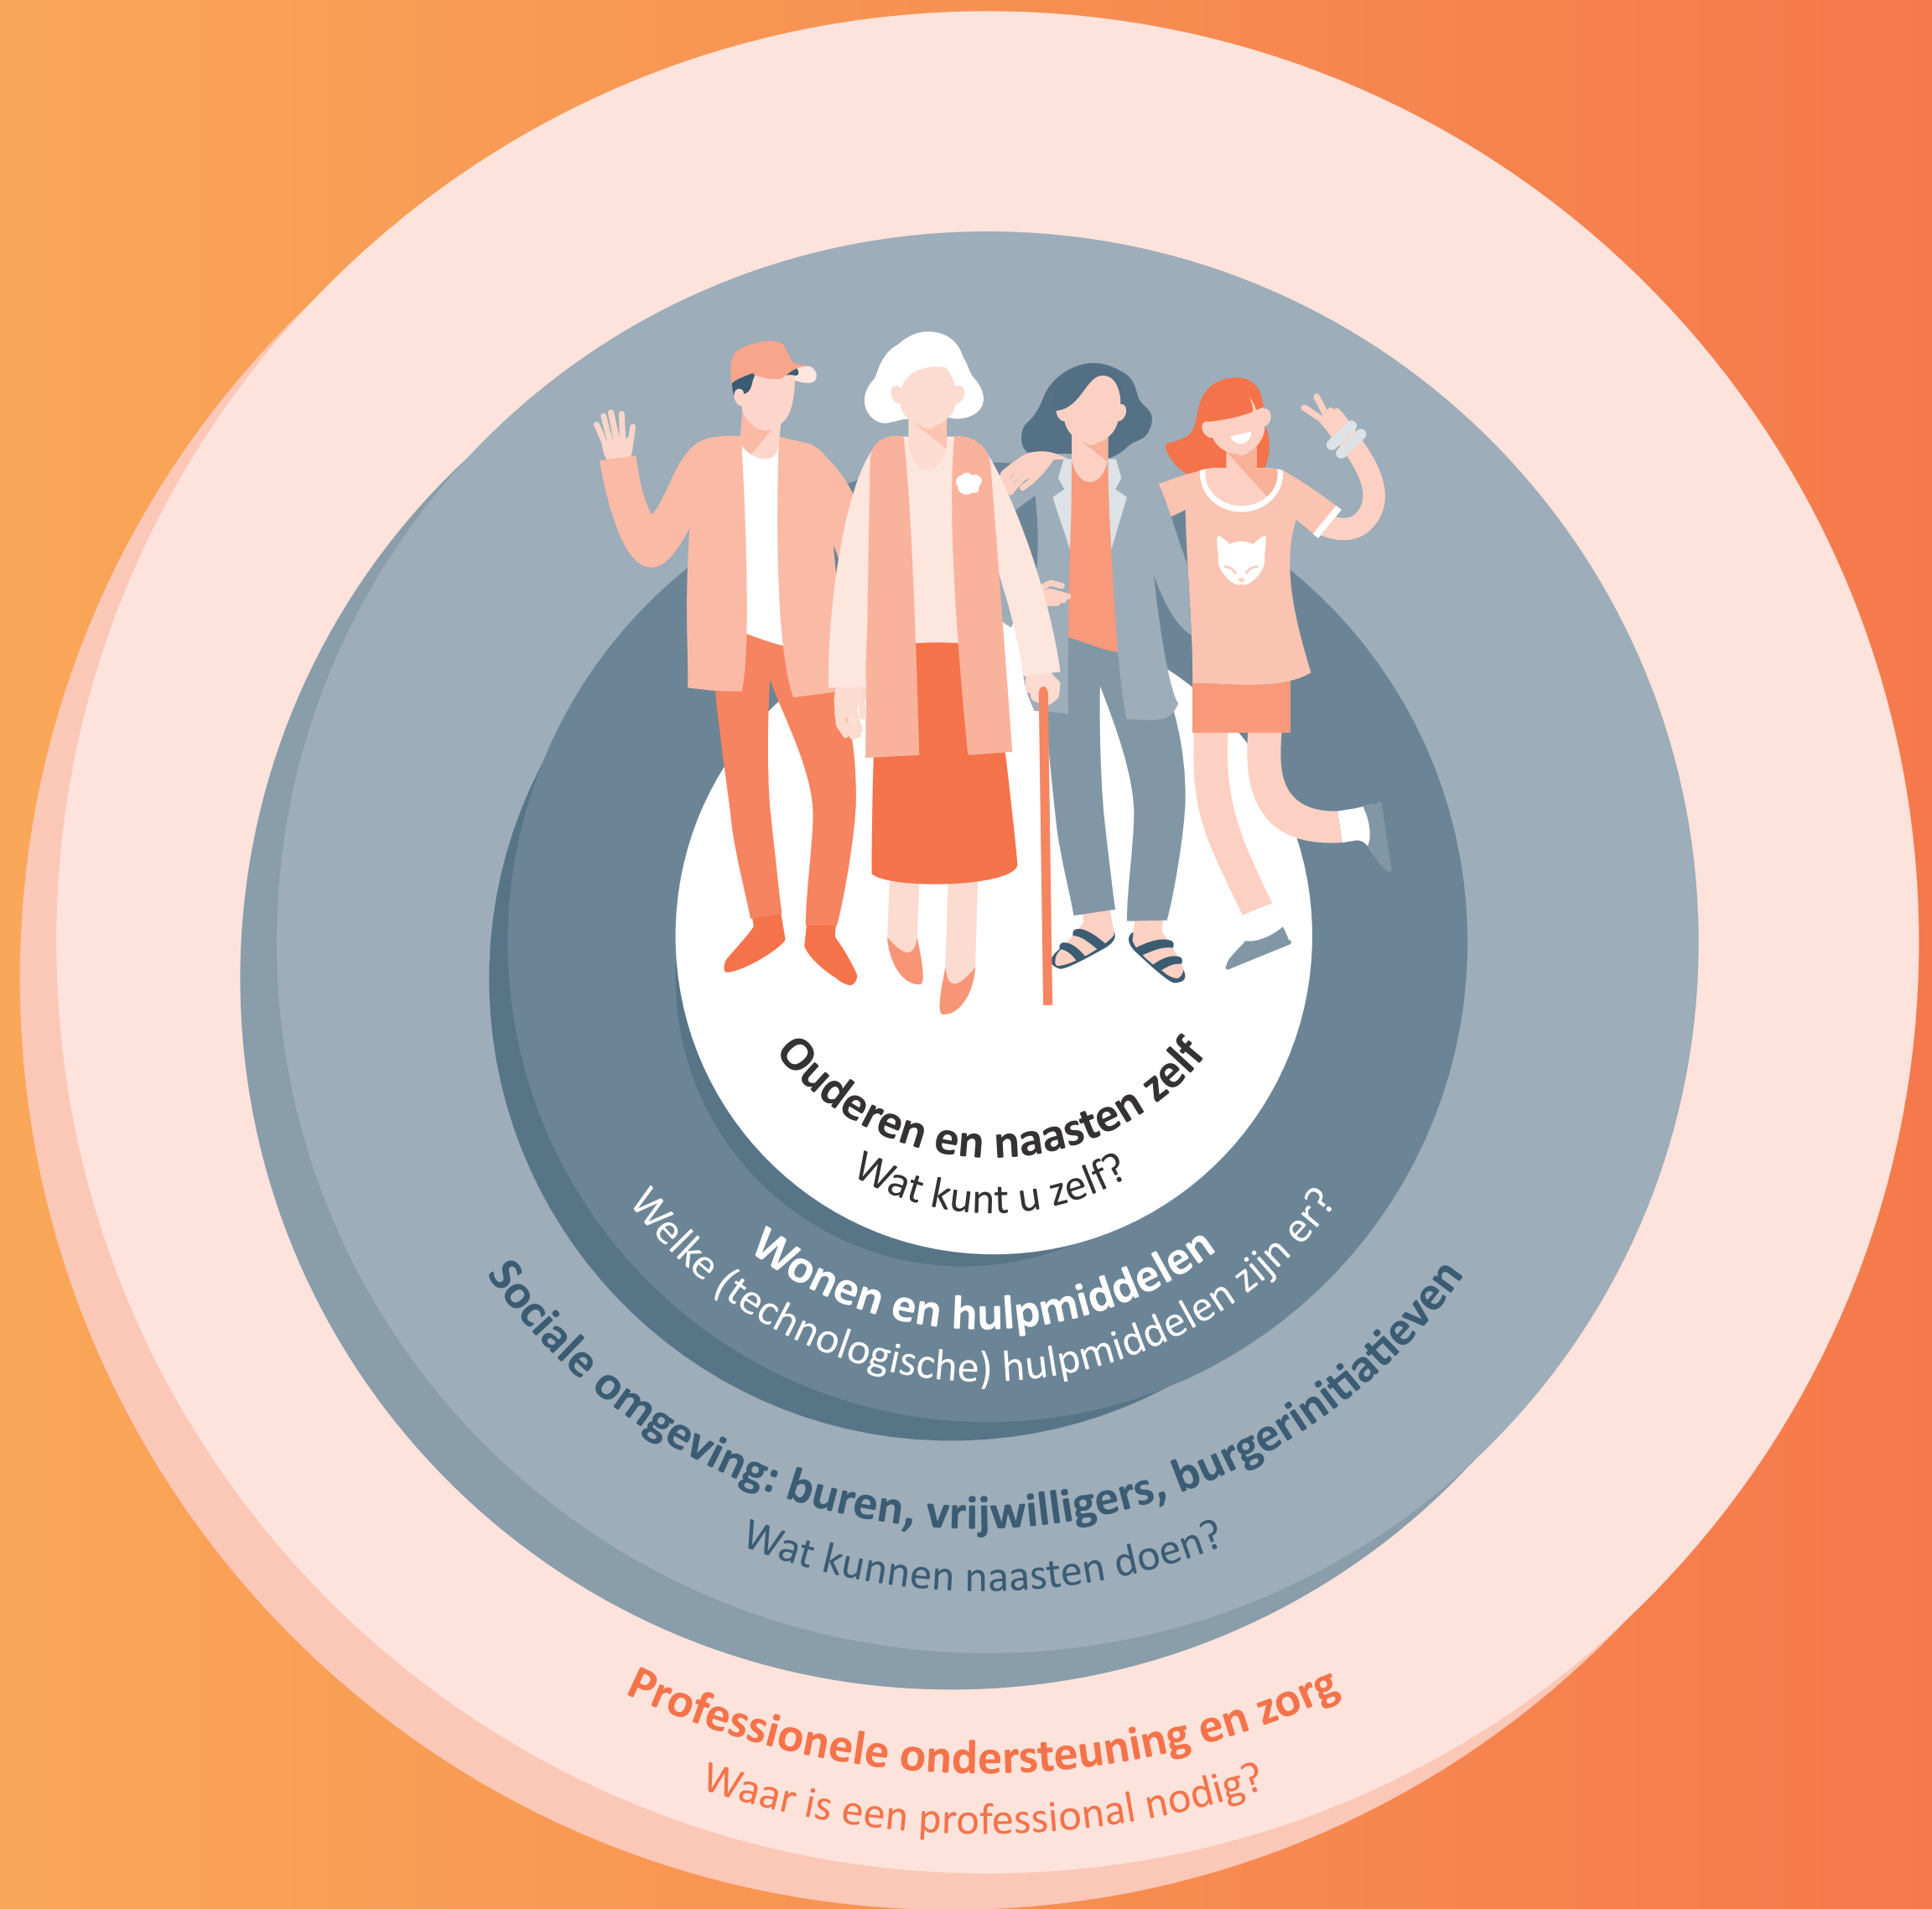 Ouderen en naasten zelf
Wat kunt u zelf?
Wonen en hulpmiddelen
Welke (technologische) hulpmiddelen zijn er?
Sociale omgeving: buren, vrijwilligers, burgerinitiatieven
Wat kunnen naasten doen?
Professionele ondersteuning en zorg
Waar is een professional nodig?